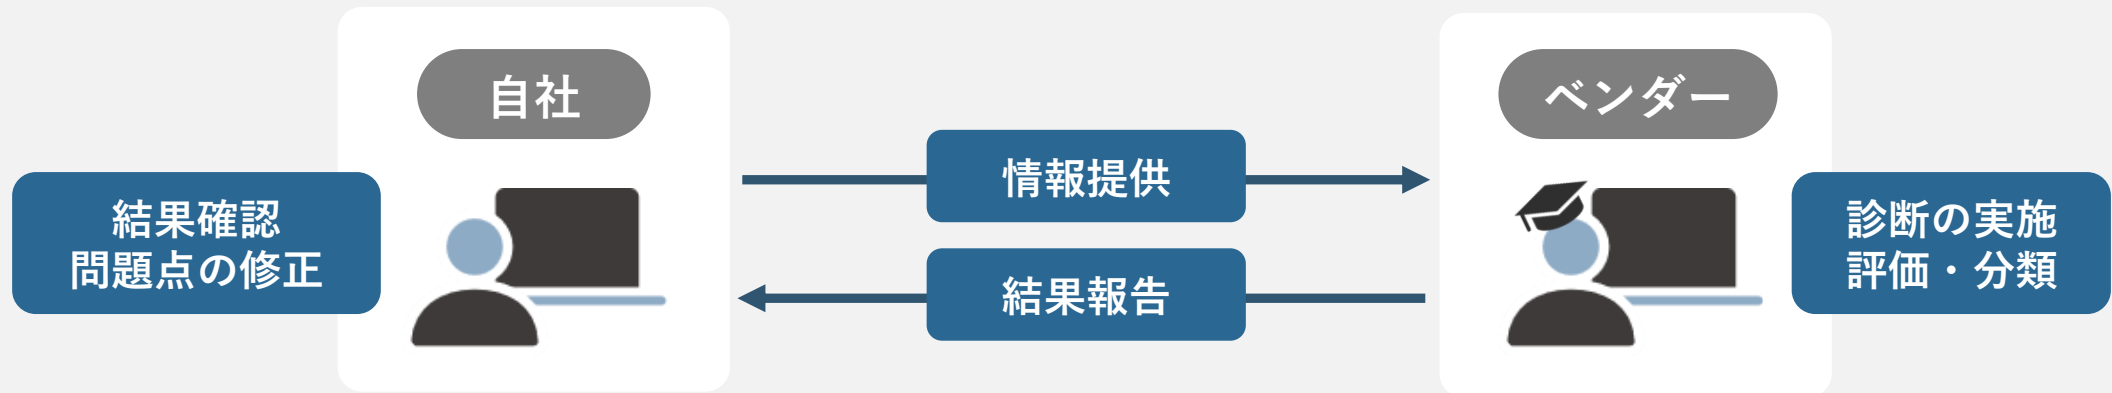 自社
結果確認
問題点の修正
情報提供
結果報告
ベンダー
診断の実施
評価・分類